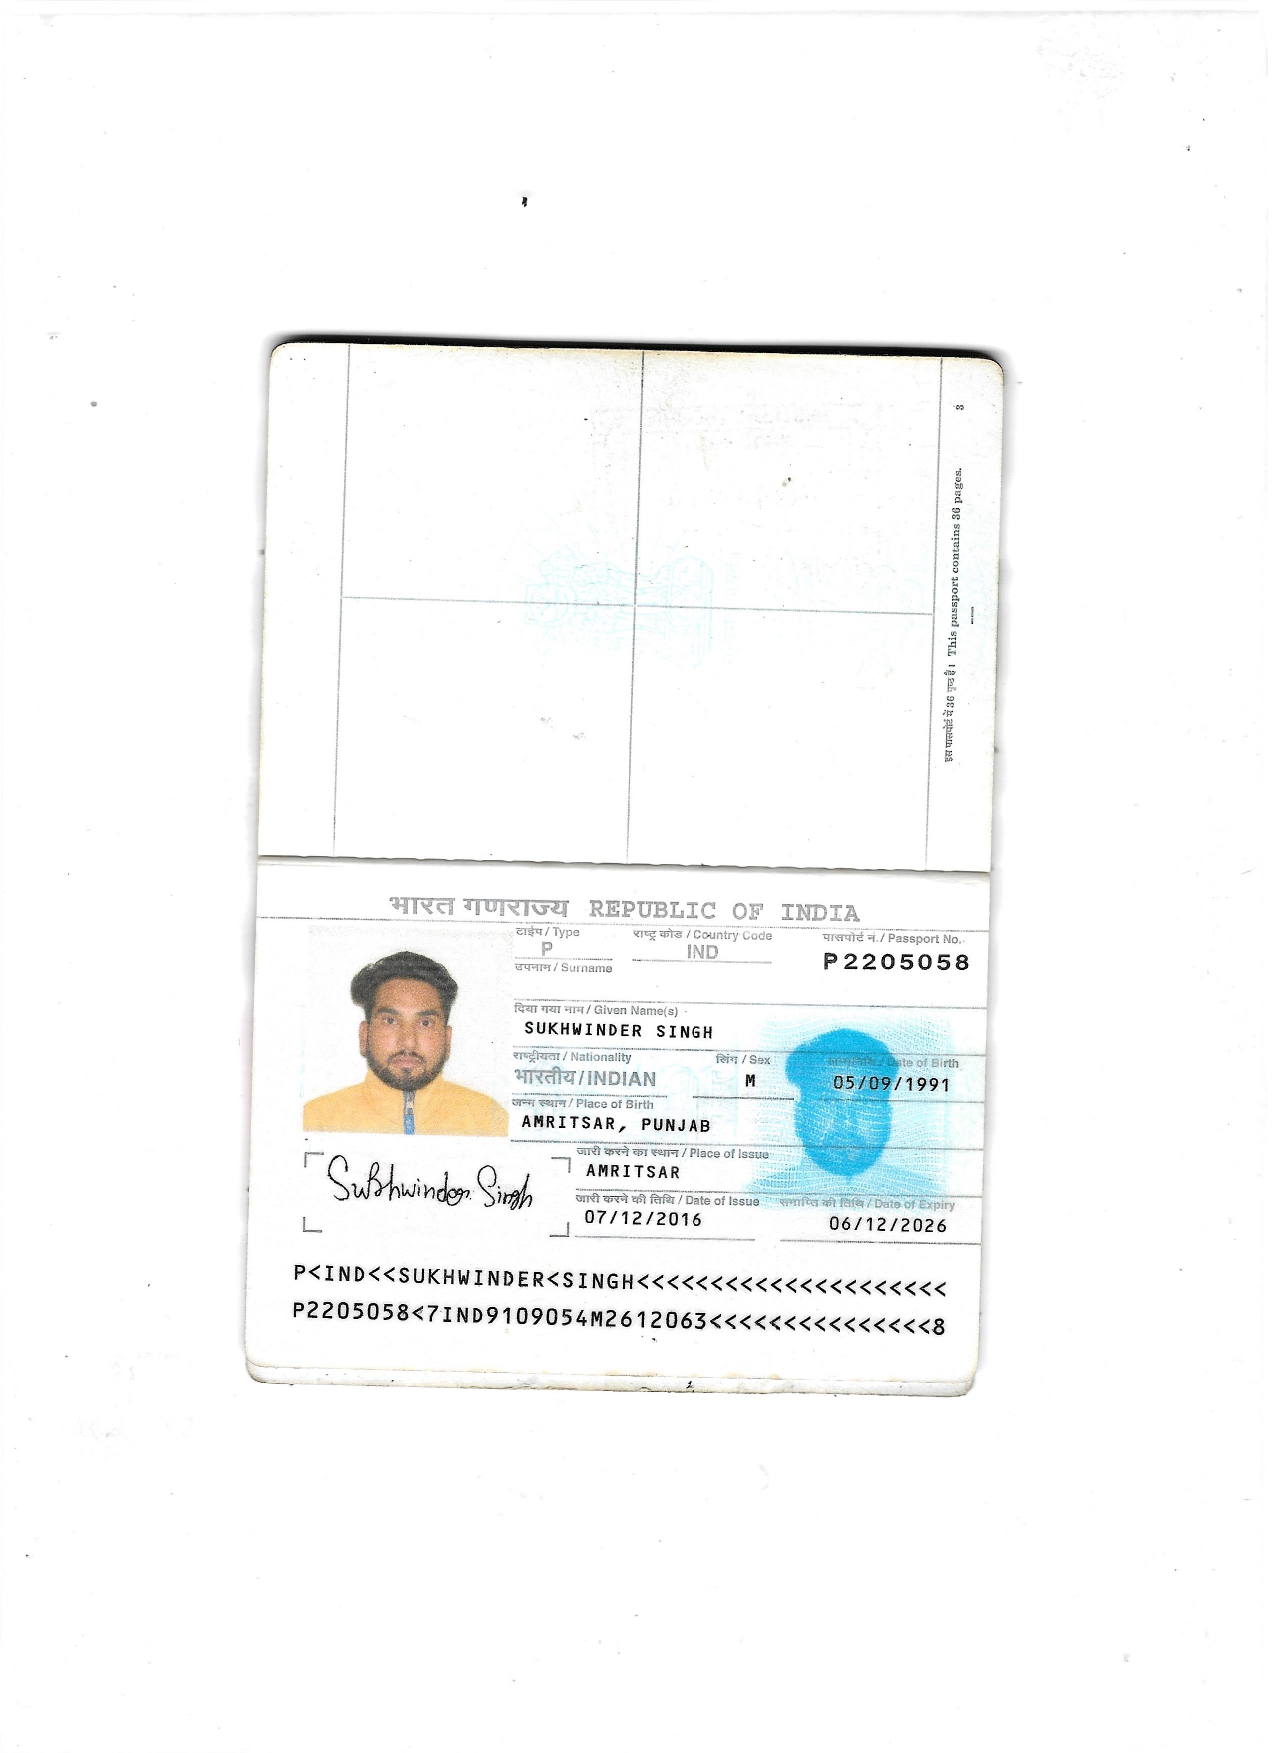 3
इस पासपोर्ट में 36 पृष्ठ हैं। This passport contains 36 pages.
भारत गणराज्य REPUBLIC OF INDIA
टाईप / Type राष्ट्र कोड / Country Code पासपोर्ट नं. / Passport No.
P IND P2205058
उपनाम / Surname
दिया गया नाम / Given Name(s)
SUKHWINDER SINGH
राष्ट्रीयता / Nationality लिंग / Sex जन्मतिथि / Date of Birth
भारतीय / INDIAN M 05/09/1991
जन्म स्थान / Place of Birth
AMRITSAR, PUNJAB
जारी करने का स्थान / Place of Issue
AMRITSAR
जारी करने की तिथि / Date of Issue समाप्ति की तिथि / Date of Expiry
07/12/2016 06/12/2026
Sukhwinder Singh
P<IND<<SUKHWINDER<SINGH<<<<<<<<<<<<<<<<<<<<<
P2205058<7IND9109054M2612063<<<<<<<<<<<<<<<8